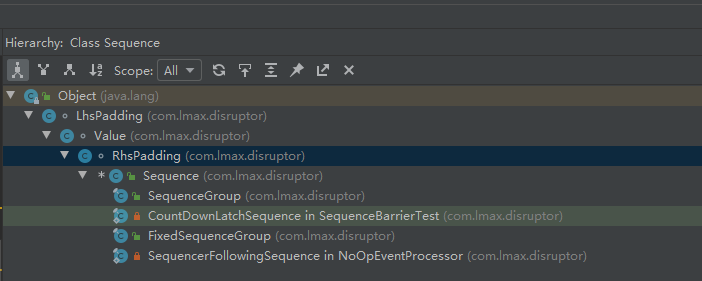 Hierarchy: Class Sequence
Scope: All
Object (java.lang)
LhsPadding (com.lmax.disruptor)
Value (com.lmax.disruptor)
RhsPadding (com.lmax.disruptor)
* Sequence (com.lmax.disruptor)
SequenceGroup (com.lmax.disruptor)
CountDownLatchSequence in SequenceBarrierTest (com.lmax.disruptor)
FixedSequenceGroup (com.lmax.disruptor)
SequencerFollowingSequence in NoOpEventProcessor (com.lmax.disruptor)